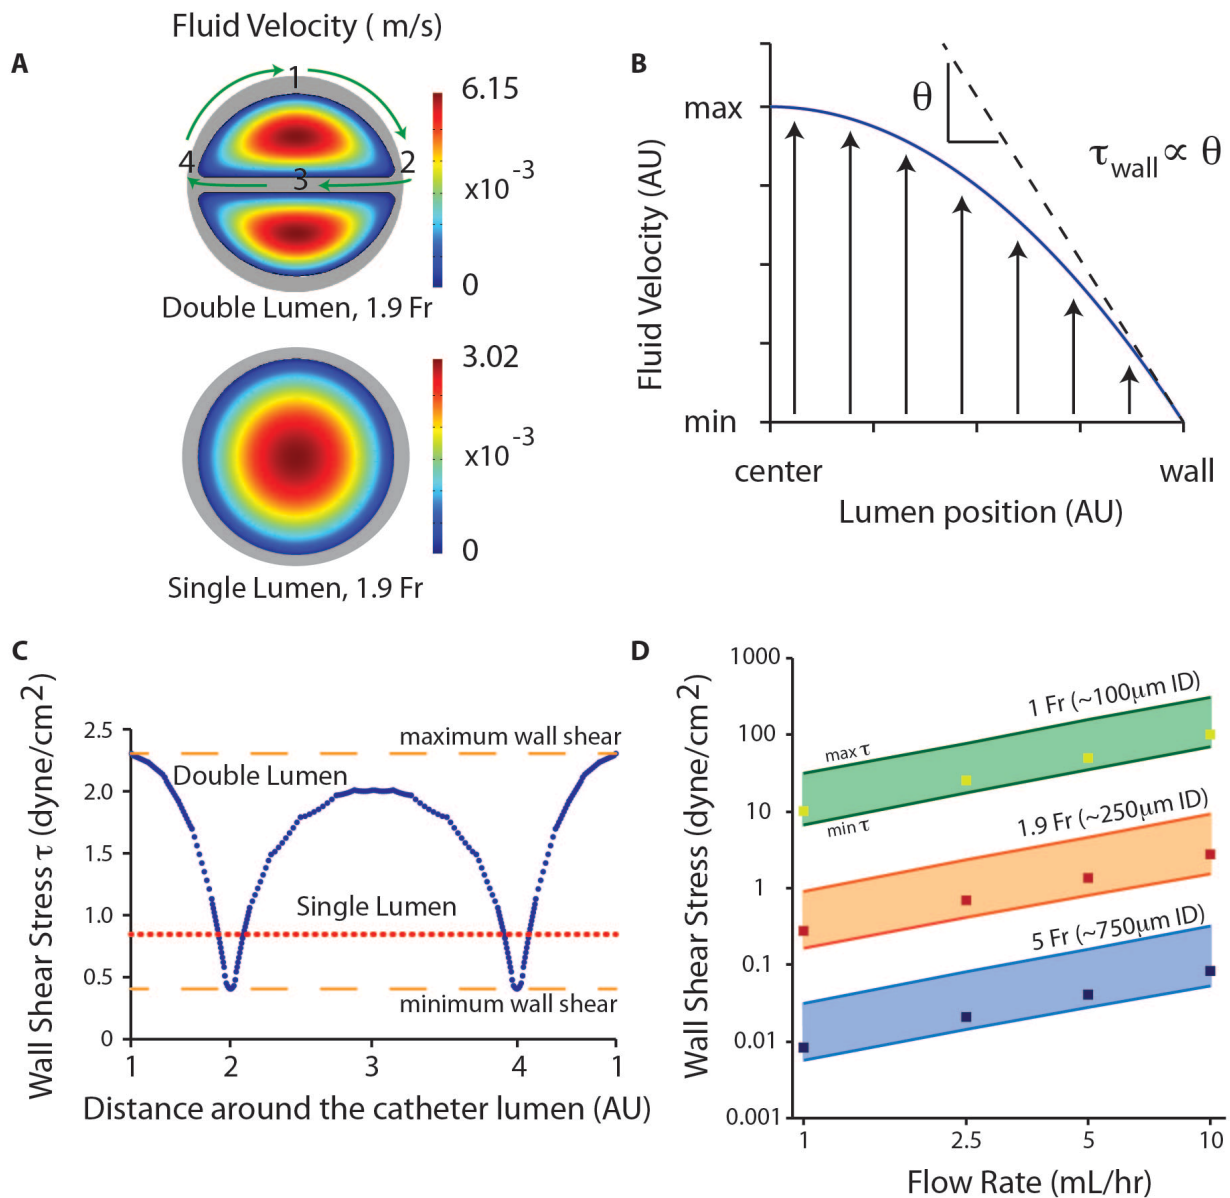 Fluid Velocity ( m/s)
A
1
2
3
4
6.15
x10-3
0
Double Lumen, 1.9 Fr
3.02
x10-3
0
Single Lumen, 1.9 Fr
B
Fluid Velocity (AU)
max
min
θ
τwall ∝ θ
center
wall
Lumen position (AU)
C
Wall Shear Stress τ (dyne/cm2)
2.5
2.0
1.5
1.0
0.5
0
maximum wall shear
Double Lumen
Single Lumen
minimum wall shear
1
2
3
4
1
Distance around the catheter lumen (AU)
D
Wall Shear Stress (dyne/cm2)
1000
100
10
1
0.1
0.01
0.001
1 Fr (~100μm ID)
max τ
min τ
1.9 Fr (~250μm ID)
5 Fr (~750μm ID)
1
2.5
5
10
Flow Rate (mL/hr)